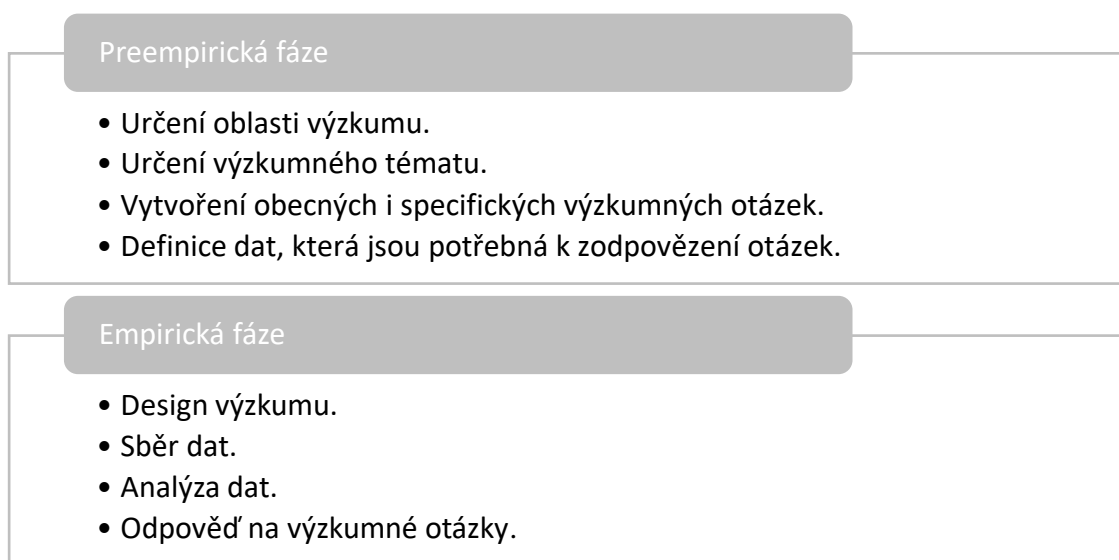 Preempirická fáze
• Určení oblasti výzkumu.
• Určení výzkumného tématu.
• Vytvoření obecných i specifických výzkumných otázek.
• Definice dat, která jsou potřebná k zodpovězení otázek.
Empirická fáze
• Design výzkumu.
• Sběr dat.
• Analýza dat.
• Odpověď na výzkumné otázky.